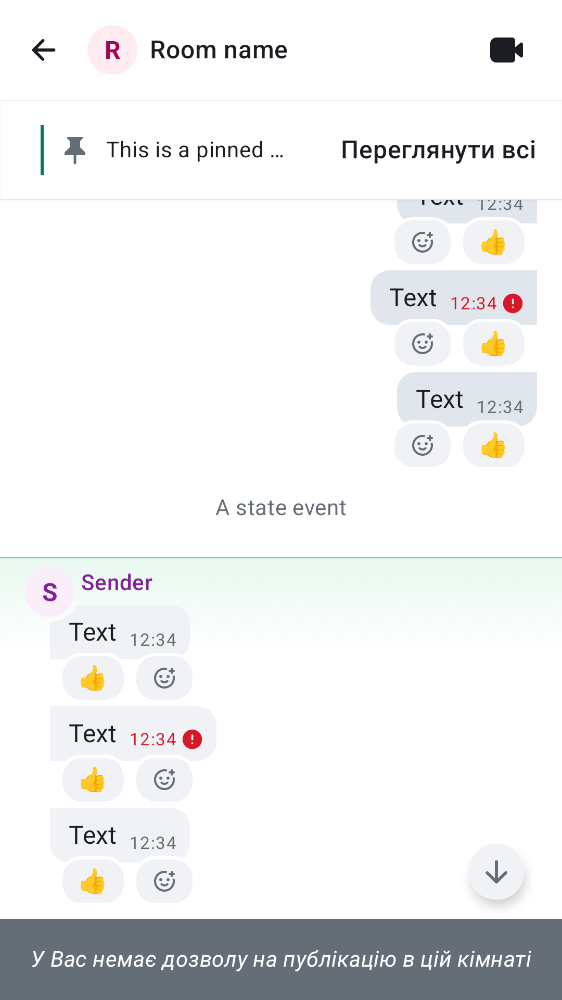 R Room name
This is a pinned … Переглянути всі
Text 12:34
👍
Text 12:34
👍
Text 12:34
👍
A state event
S Sender
Text 12:34
👍
Text 12:34
👍
Text 12:34
👍
У Вас немає дозволу на публікацію в цій кімнаті